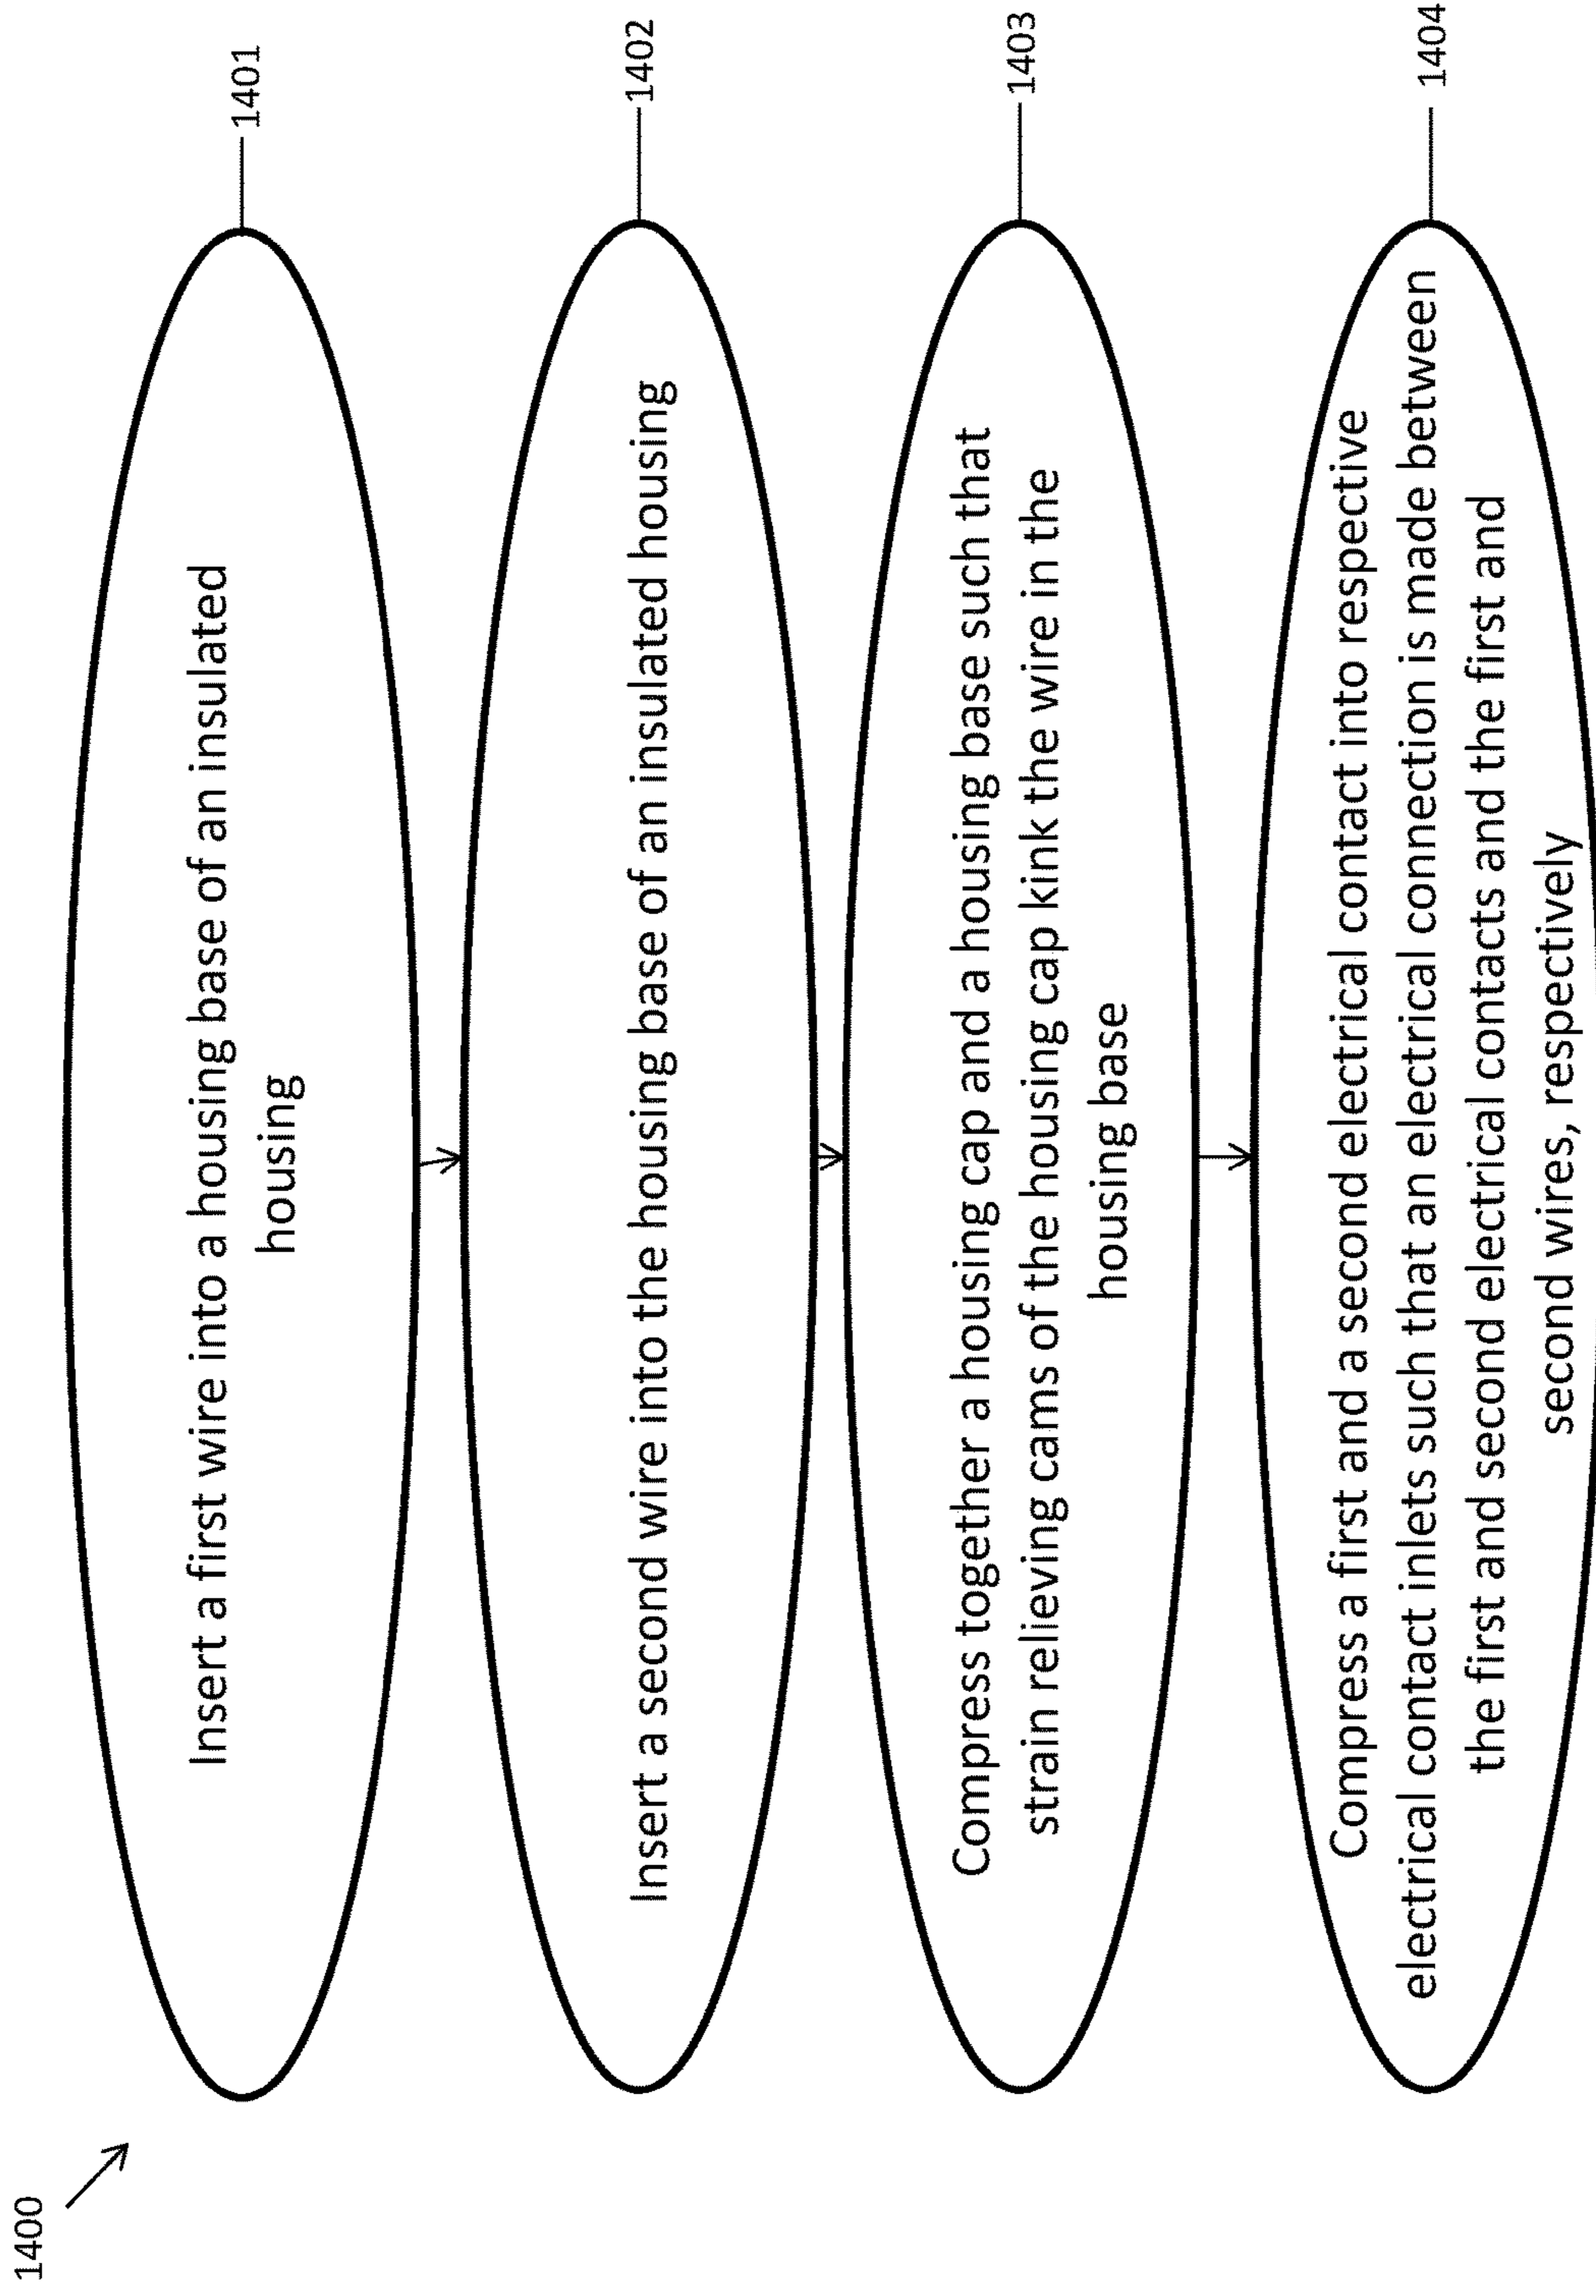 1400
Insert a first wire into a housing base of an insulated
housing
1401
Insert a second wire into the housing base of an insulated housing
1402
Compress together a housing cap and a housing base such that
strain relieving cams of the housing cap kink the wire in the
housing base
1403
Compress a first and a second electrical contact into respective
electrical contact inlets such that an electrical connection is made between
the first and second electrical contacts and the first and
second wires, respectively
1404